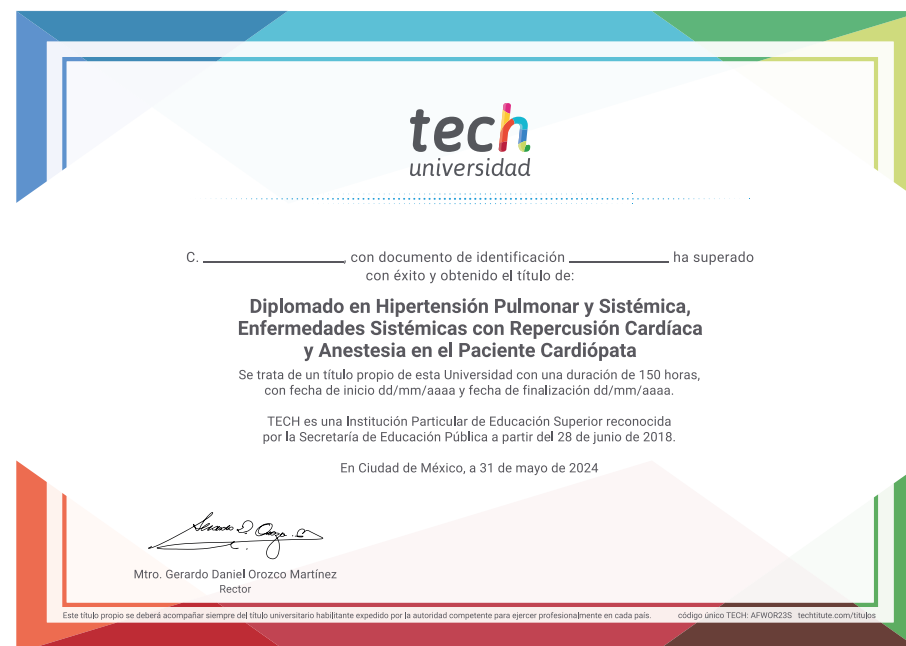 tech
universidad
C. ____________, con documento de identificación ____________ ha superado
con éxito y obtenido el título de:
Diplomado en Hipertensión Pulmonar y Sistémica,
Enfermedades Sistémicas con Repercusión Cardíaca
y Anestesia en el Paciente Cardiópata
Se trata de un título propio de esta Universidad con una duración de 150 horas,
con fecha de inicio dd/mm/aaaa y fecha de finalización dd/mm/aaaa.
TECH es una Institución Particular de Educación Superior reconocida
por la Secretaría de Educación Pública a partir del 28 de junio de 2018.
En Ciudad de México, a 31 de mayo de 2024
Mtro. Gerardo Daniel Orozco Martínez
Rector
Este título propio se deberá acompañar siempre del título universitario habilitante expedido por la autoridad competente para ejercer profesionalmente en cada país. código único TECH: AFWOR23S techtitute.com/titulos